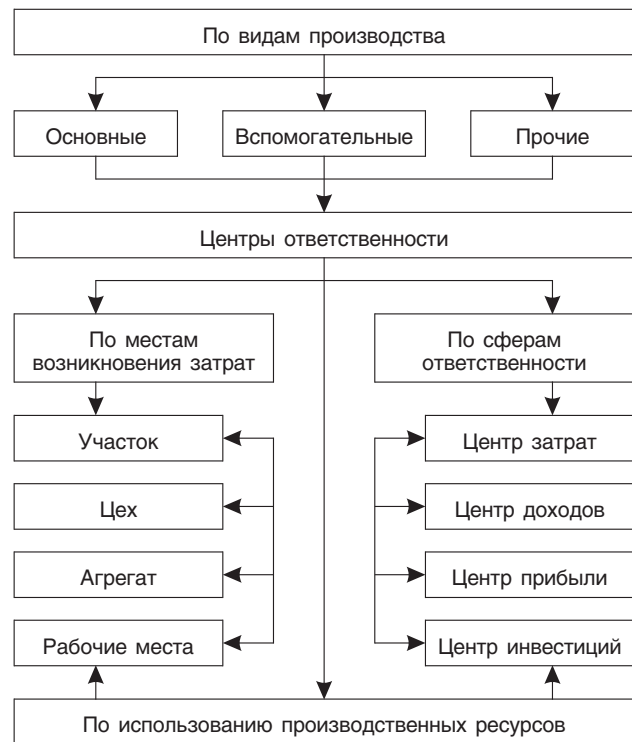 По видам производства
Основные
Вспомогательные
Прочие
Центры ответственности
По местам
возникновения затрат
По сферам
ответственности
Участок
Центр затрат
Цех
Центр доходов
Агрегат
Центр прибыли
Рабочие места
Центр инвестиций
По использованию производственных ресурсов